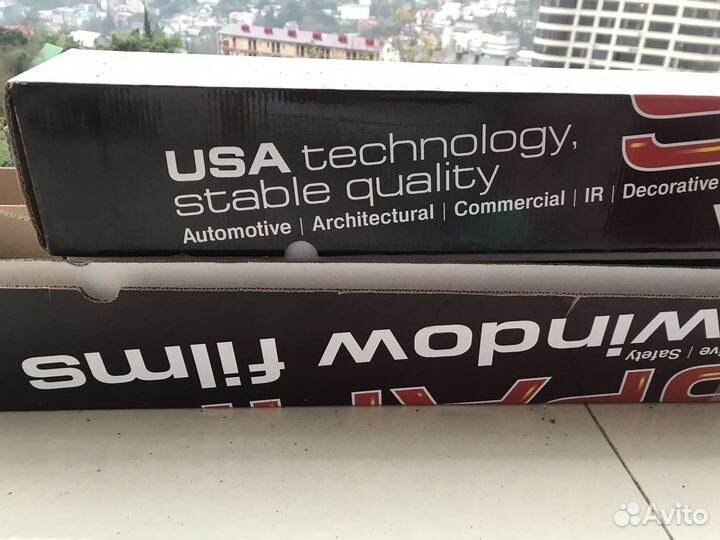 USA technology,
stable quality
Automotive | Architectural | Commercial | IR | Decorative
window films
Safety
Avito